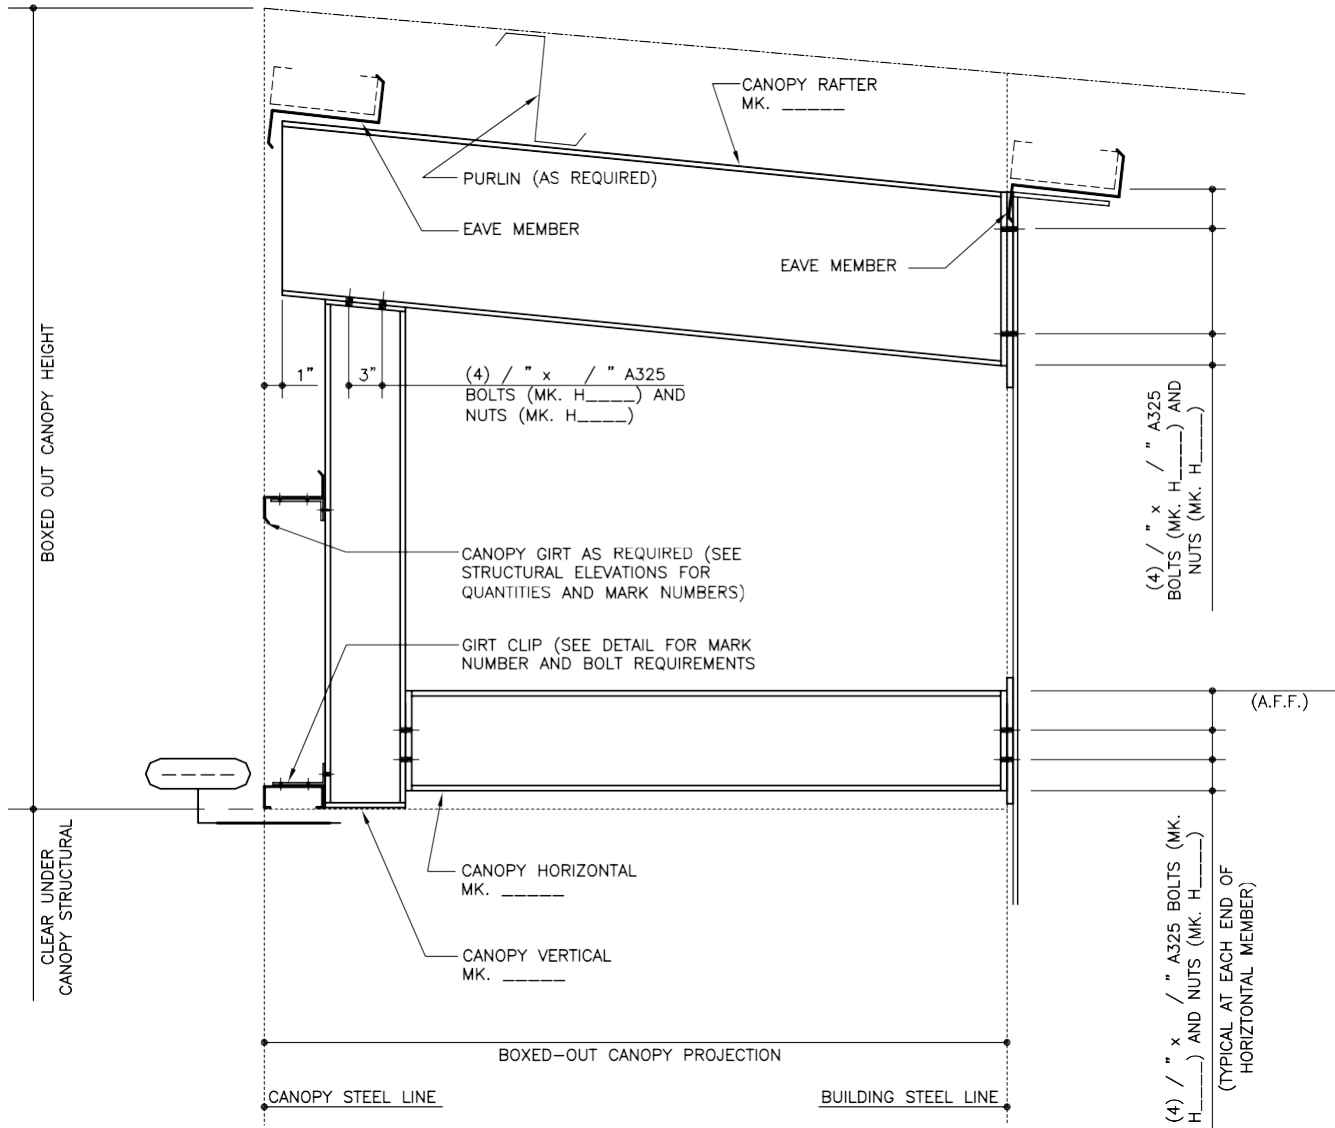 CANOPY RAFTER
MK. _____
PURLIN (AS REQUIRED)
EAVE MEMBER
EAVE MEMBER
BOXED OUT CANOPY HEIGHT
1"
3"
(4) / " x / " A325
BOLTS (MK. H____) AND
NUTS (MK. H____)
(4) / " x / " A325
BOLTS (MK. H____) AND
NUTS (MK. H____)
CANOPY GIRT AS REQUIRED (SEE
STRUCTURAL ELEVATIONS FOR
QUANTITIES AND MARK NUMBERS)
GIRT CLIP (SEE DETAIL FOR MARK
NUMBER AND BOLT REQUIREMENTS
(A.F.F.)
CLEAR UNDER
CANOPY STRUCTURAL
CANOPY HORIZONTAL
MK. _____
CANOPY VERTICAL
MK. _____
(4) / " x / " A325 BOLTS (MK.
H____) AND NUTS (MK. H____)
(TYPICAL AT EACH END OF
HORIZTONTAL MEMBER)
BOXED-OUT CANOPY PROJECTION
CANOPY STEEL LINE
BUILDING STEEL LINE